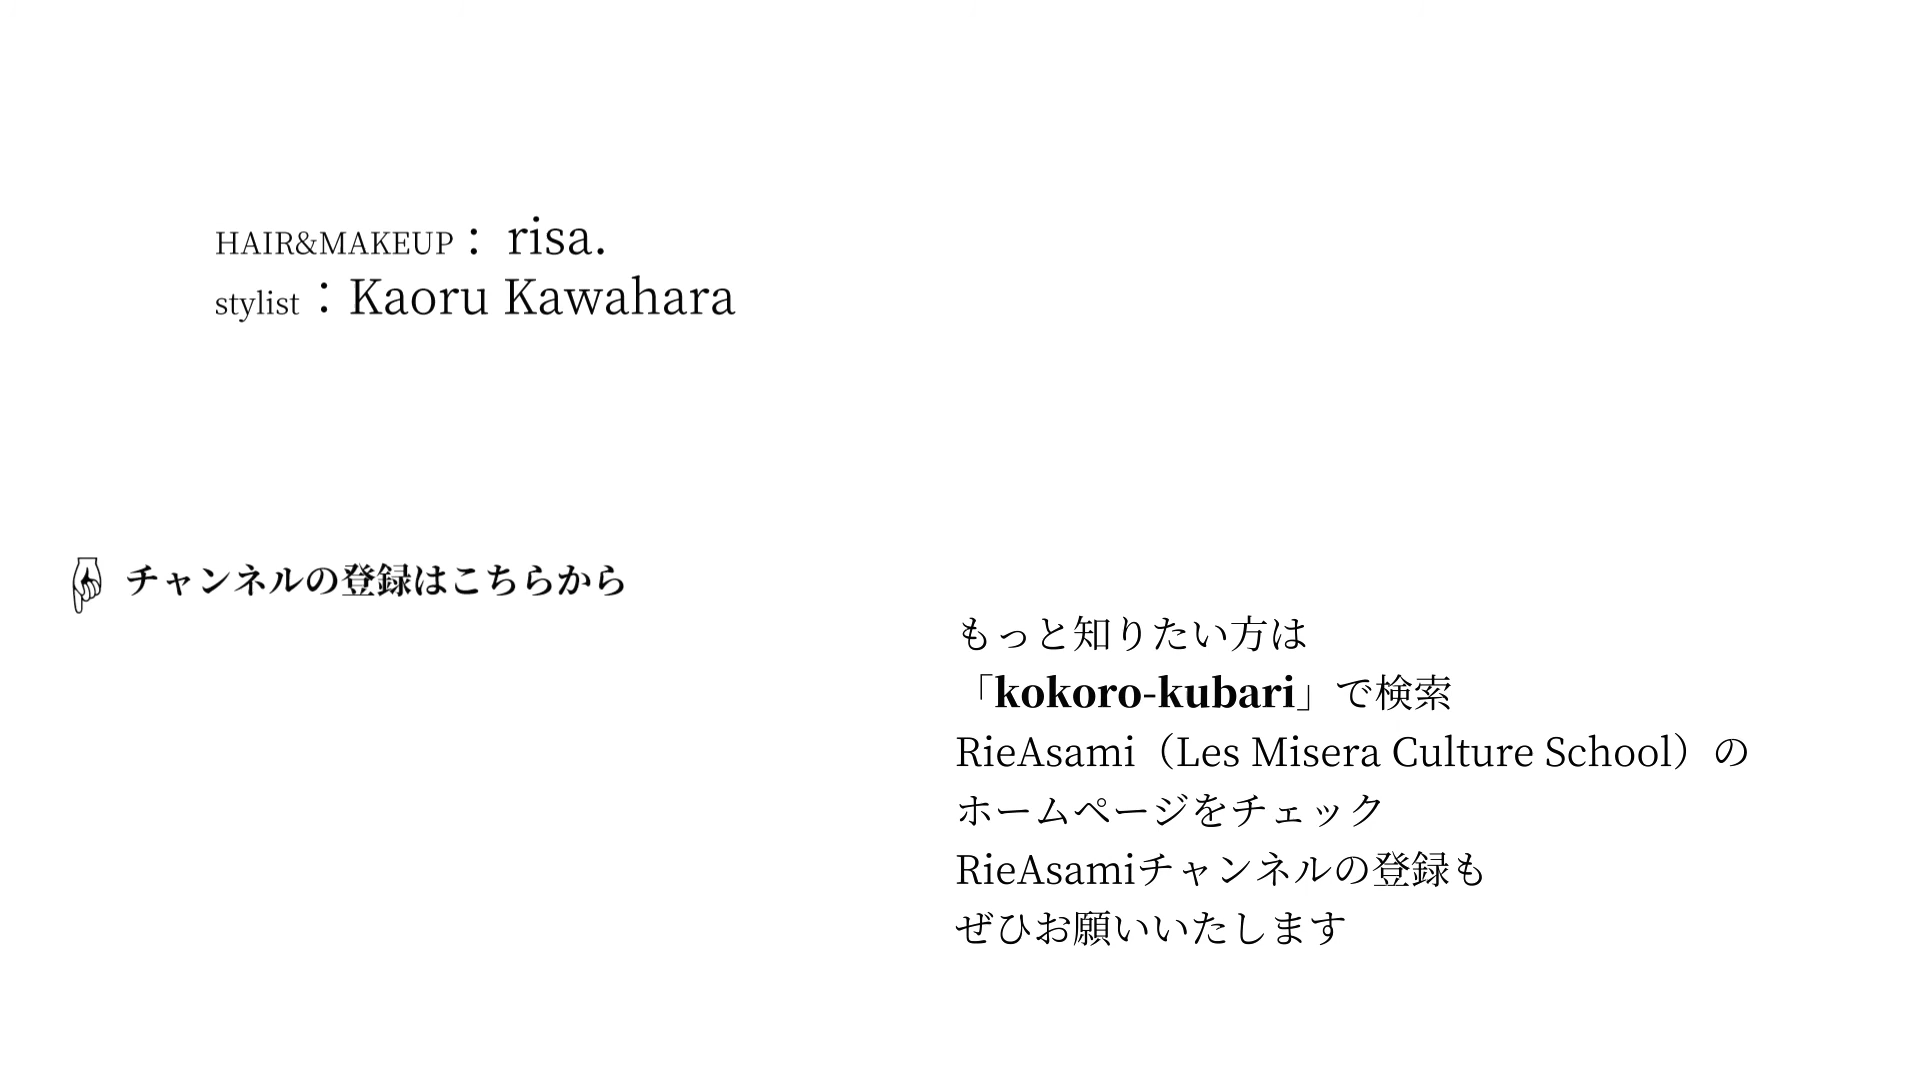 HAIR&MAKEUP： risa.
stylist：Kaoru Kawahara
チャンネルの登録はこちらから
もっと知りたい方は
「kokoro-kubari」で検索
RieAsami（Les Misera Culture School）の
ホームページをチェック
RieAsamiチャンネルの登録も
ぜひお願いいたします